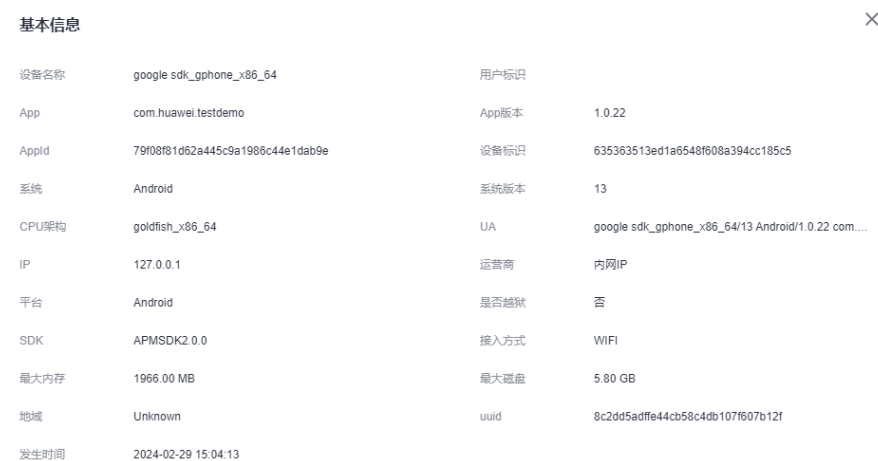 基本信息
设备名称 google sdk_gphone_x86_64 用户标识
App com.huawei.testdemo App版本 1.0.22
AppId 79f08f81d62a445c9a1986c44e1dab9e 设备标识 635363513ed1a6548f608a394cc185c5
系统 Android 系统版本 13
CPU架构 goldfish_x86_64 UA google sdk_gphone_x86_64/13 Android/1.0.22 com....
IP 127.0.0.1 运营商 内网IP
平台 Android 是否越狱 否
SDK APMSDK2.0.0 接入方式 WIFI
最大内存 1966.00 MB 最大磁盘 5.80 GB
地域 Unknown uuid 8c2dd5adffe44cb58c4db107f607b12f
发生时间 2024-02-29 15:04:13